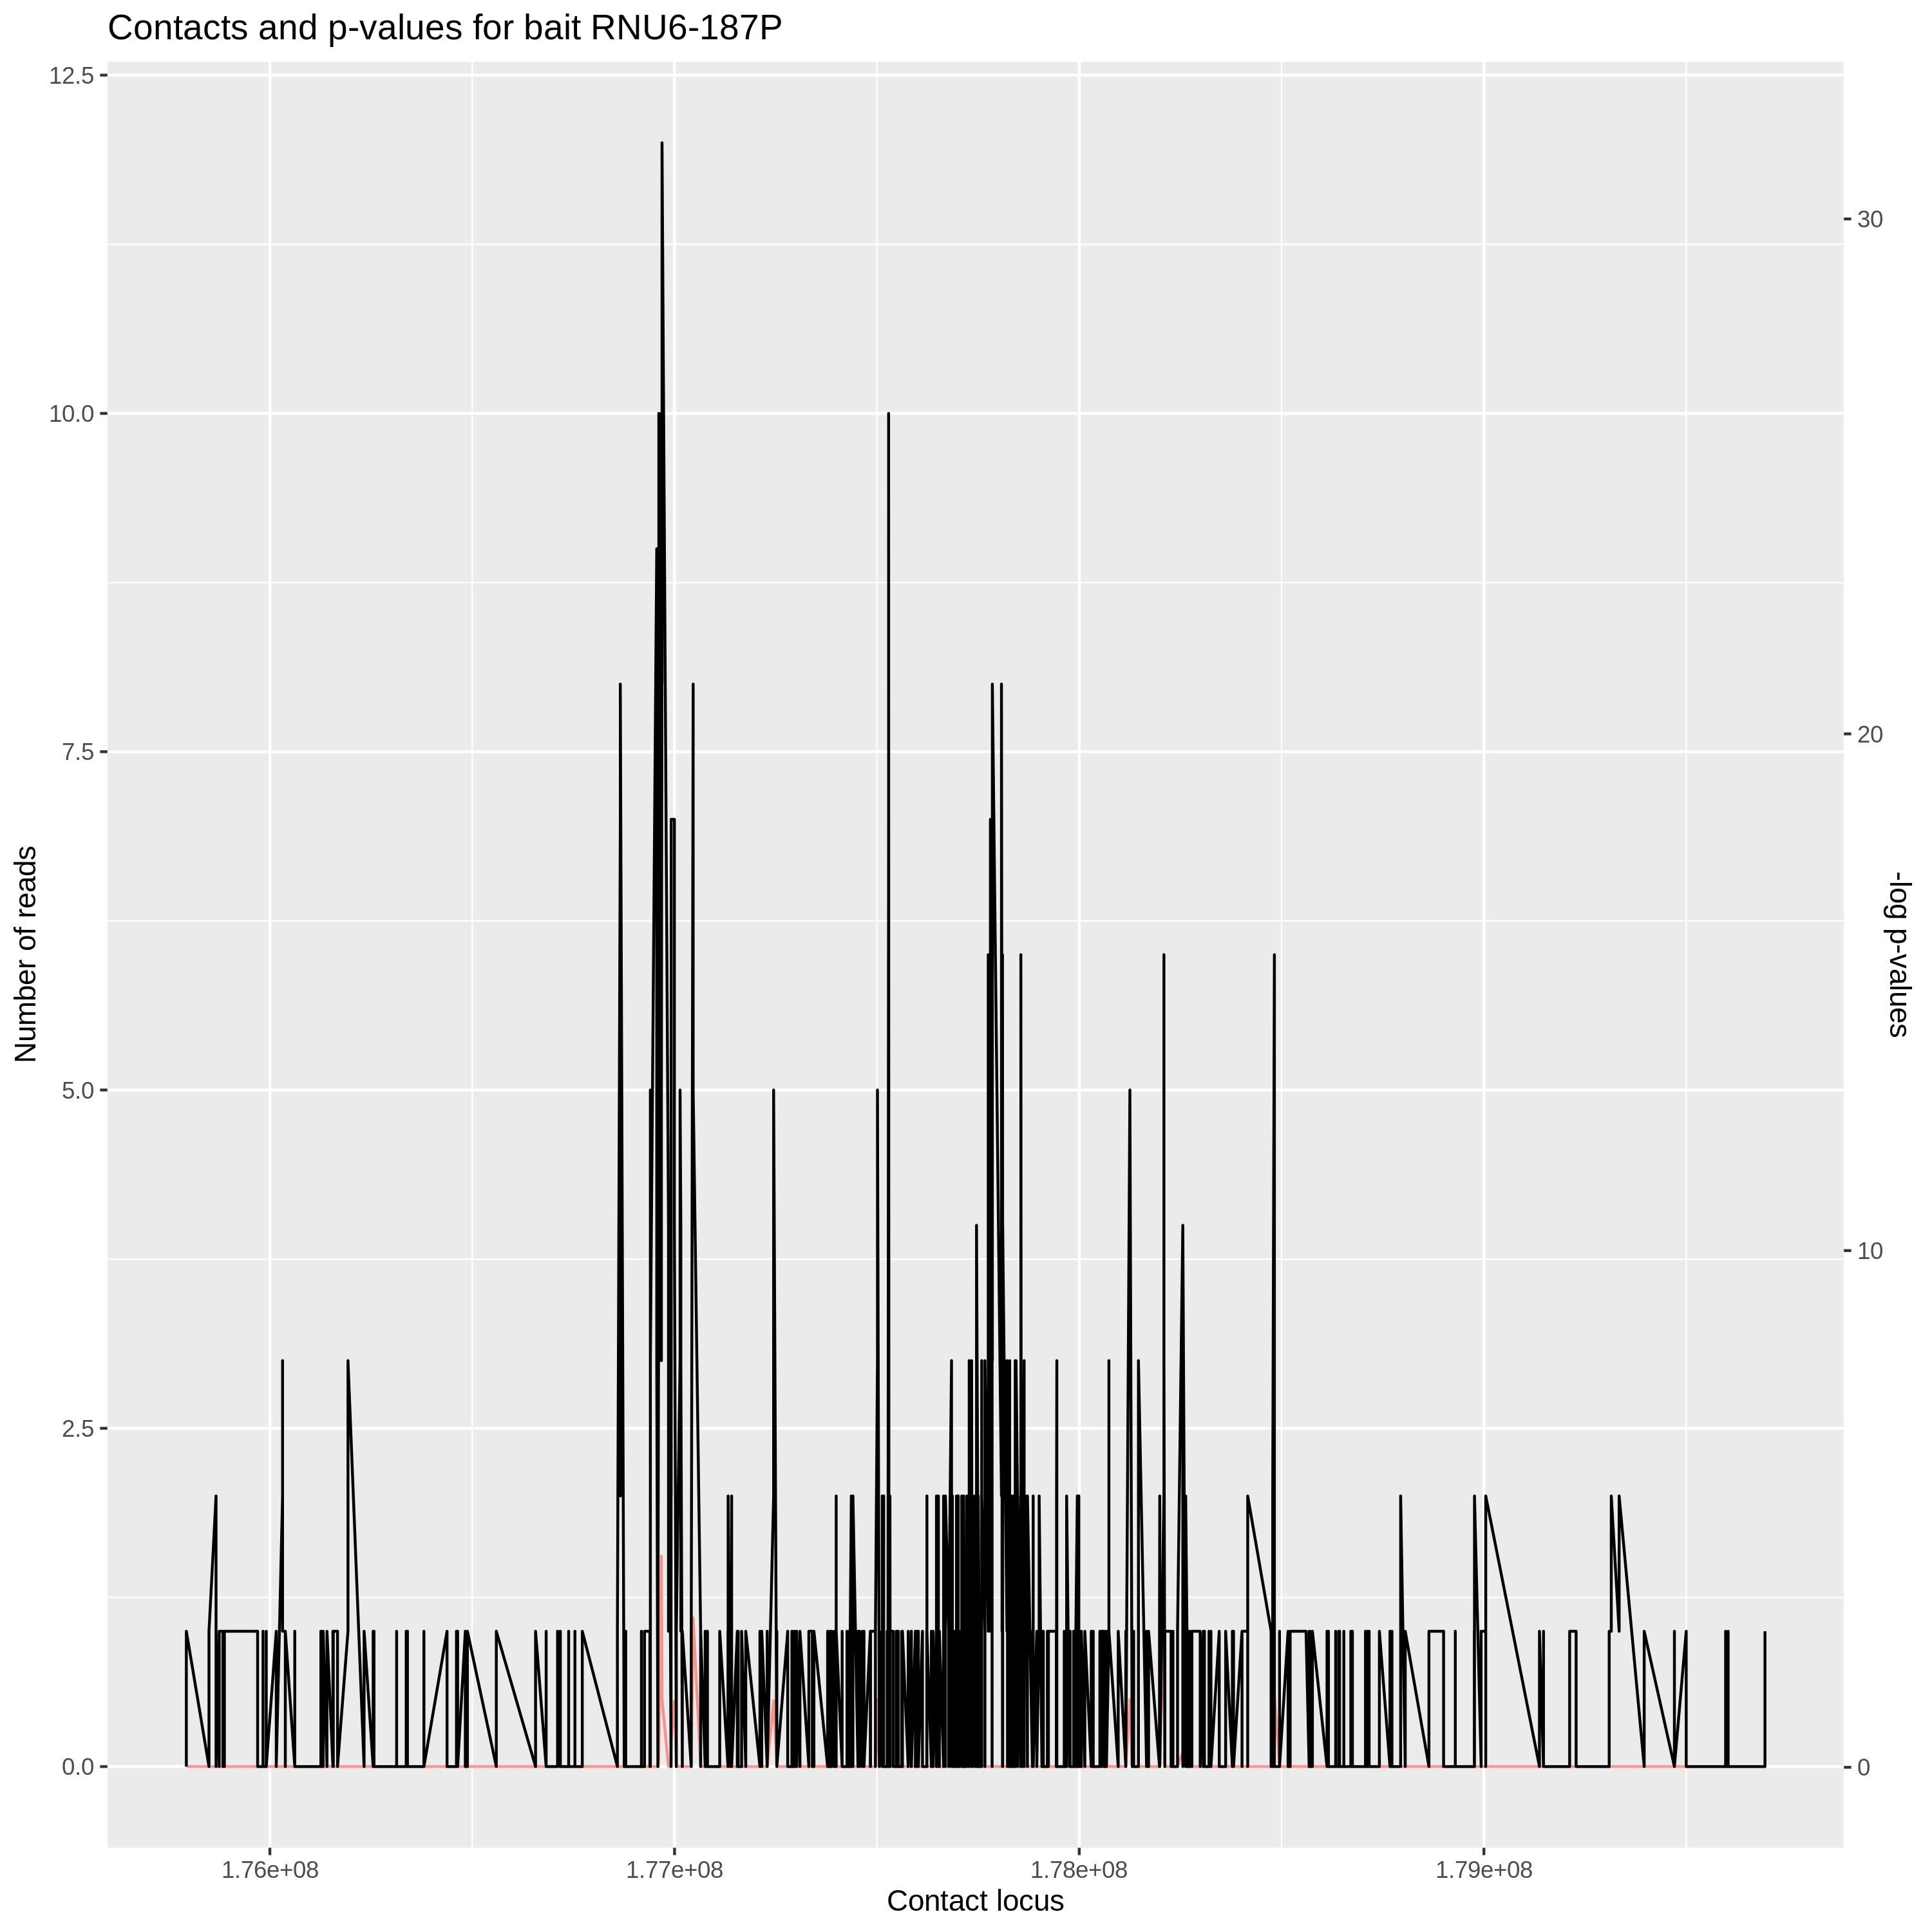 Contacts and p-values for bait RNU6-187P
12.5
10.0
7.5
5.0
2.5
0.0
Number of reads
30
20
10
0
-log p-values
1.76e+08
1.77e+08
1.78e+08
1.79e+08
Contact locus